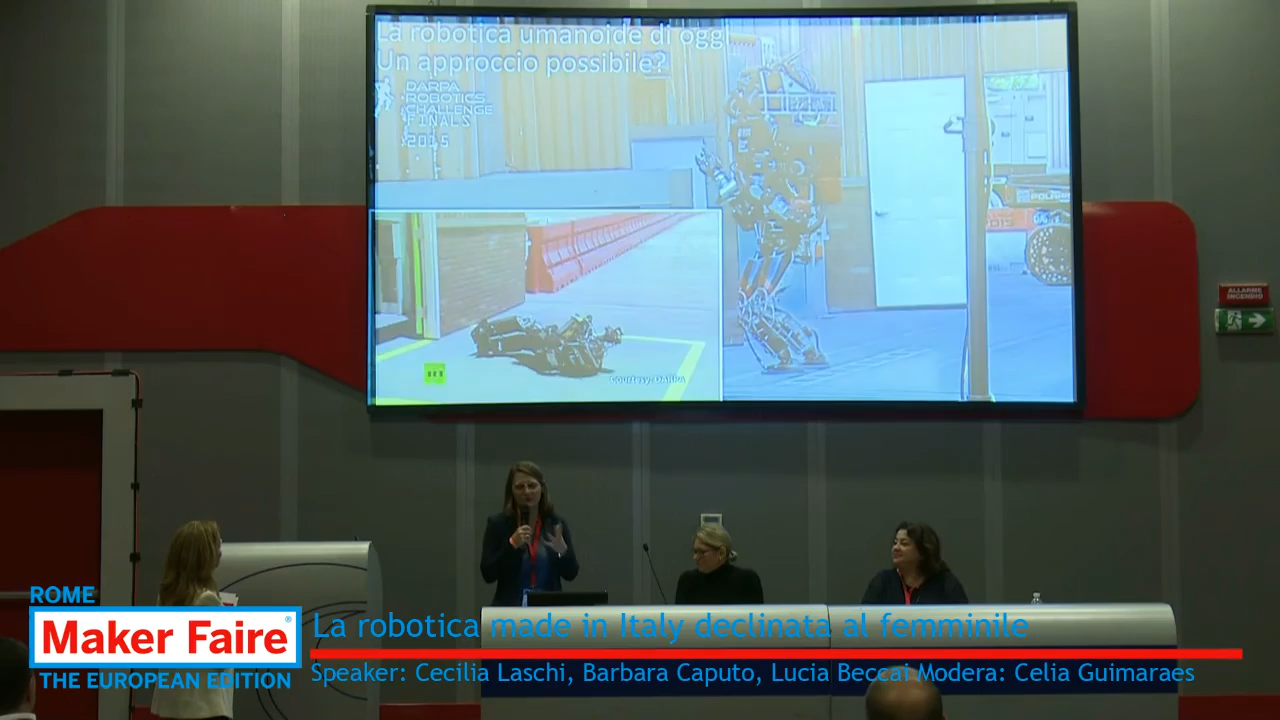 La robotica umanoide di oggi
Un approccio possibile?
DARPA
ROBOTICS
CHALLENGE
FINALS
2015
Courtesy: DARPA
ALLARME
INCENDIO
ROME
Maker Faire®
THE EUROPEAN EDITION
La robotica made in Italy declinata al femminile
Speaker: Cecilia Laschi, Barbara Caputo, Lucia Beccai Modera: Celia Guimaraes